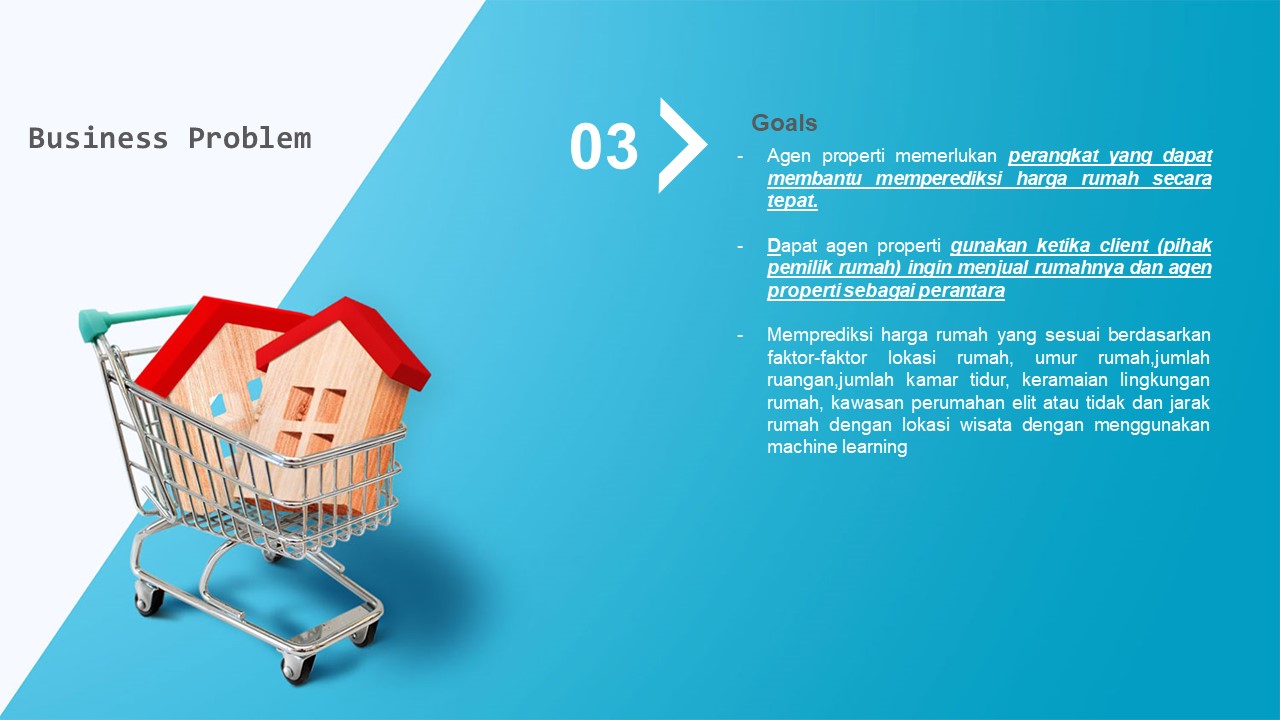 Business Problem
03
Goals
- Agen properti memerlukan perangkat yang dapat
membantu memperediksi harga rumah secara
tepat.
- Dapat agen properti gunakan ketika client (pihak
pemilik rumah) ingin menjual rumahnya dan agen
properti sebagai perantara
- Memprediksi harga rumah yang sesuai berdasarkan
faktor-faktor lokasi rumah, umur rumah,jumlah
ruangan,jumlah kamar tidur, keramaian lingkungan
rumah, kawasan perumahan elit atau tidak dan jarak
rumah dengan lokasi wisata dengan menggunakan
machine learning